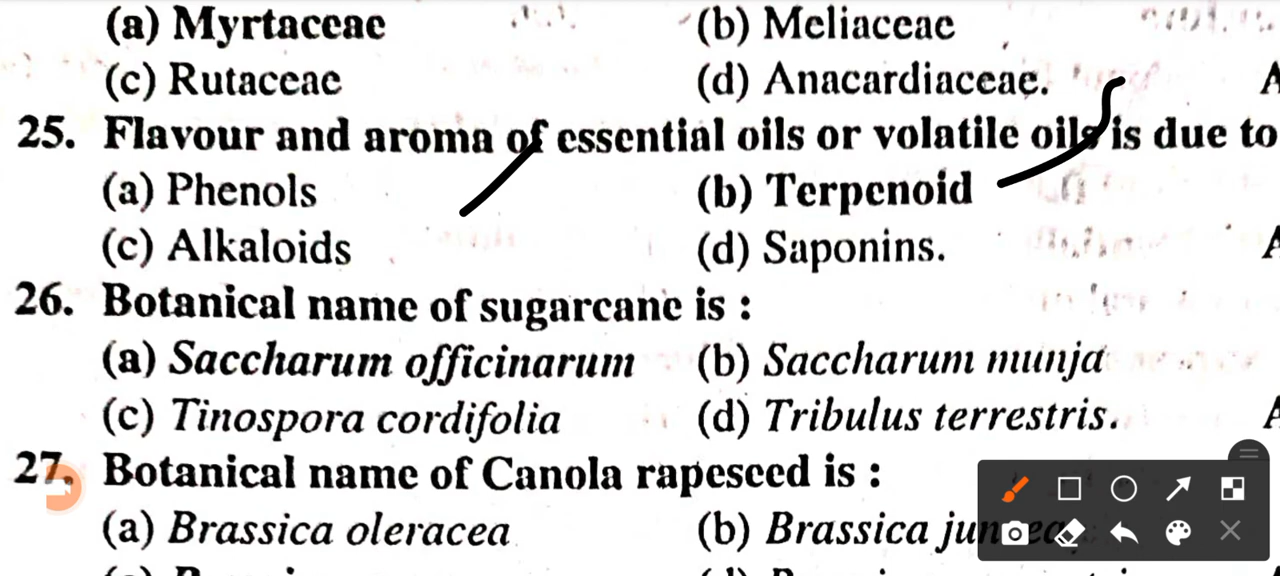 (a) Myrtaceae (b) Meliaceae
(c) Rutaceae (d) Anacardiaceae. A
25. Flavour and aroma of essential oils or volatile oils is due to
(a) Phenols (b) Terpenoid
(c) Alkaloids (d) Saponins. A
26. Botanical name of sugarcane is :
(a) Saccharum officinarum (b) Saccharum munja
(c) Tinospora cordifolia (d) Tribulus terrestris. A
27. Botanical name of Canola rapeseed is :
(a) Brassica oleracea (b) Brassica